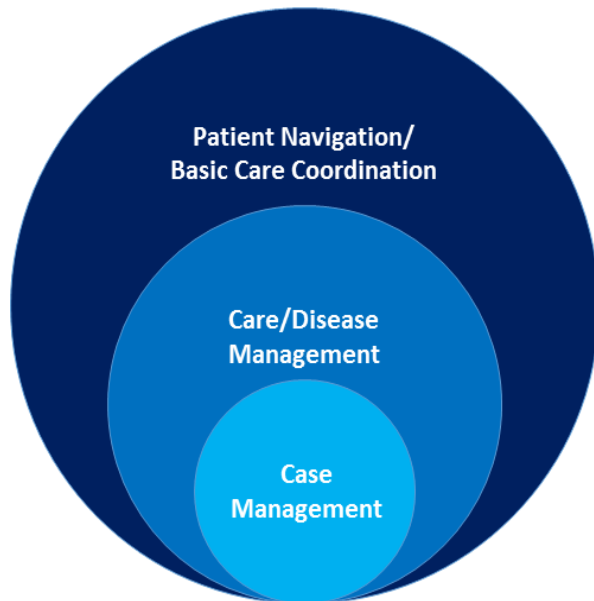 Patient Navigation/
Basic Care Coordination
Care/Disease
Management
Case
Management